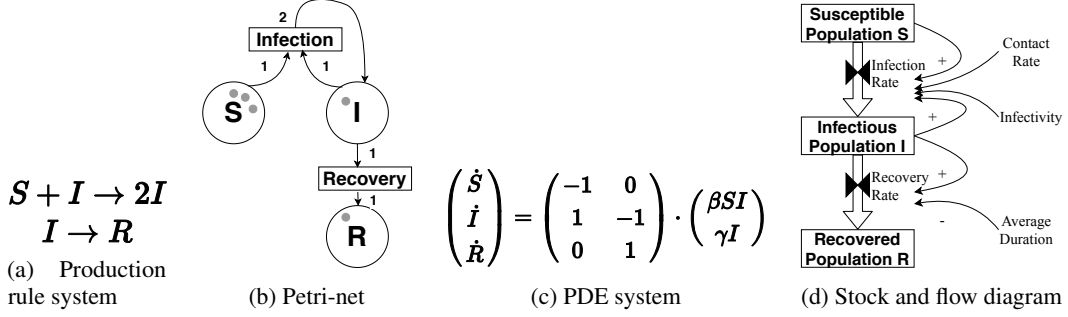 S + I → 2I
I → R
(a) Production
rule system
2
Infection
1
1
S
I
1
Recovery
1
R
(b) Petri-net
(Ṡ İ Ṙ) = (−1 0 1 −1 0 1) · (βSI γI)
(c) PDE system
Susceptible
Population S
+
Infection
Rate
Contact
Rate
Infectivity
+
Infectious
Population I
+
Recovery
Rate
-
Average
Duration
Recovered
Population R
(d) Stock and flow diagram